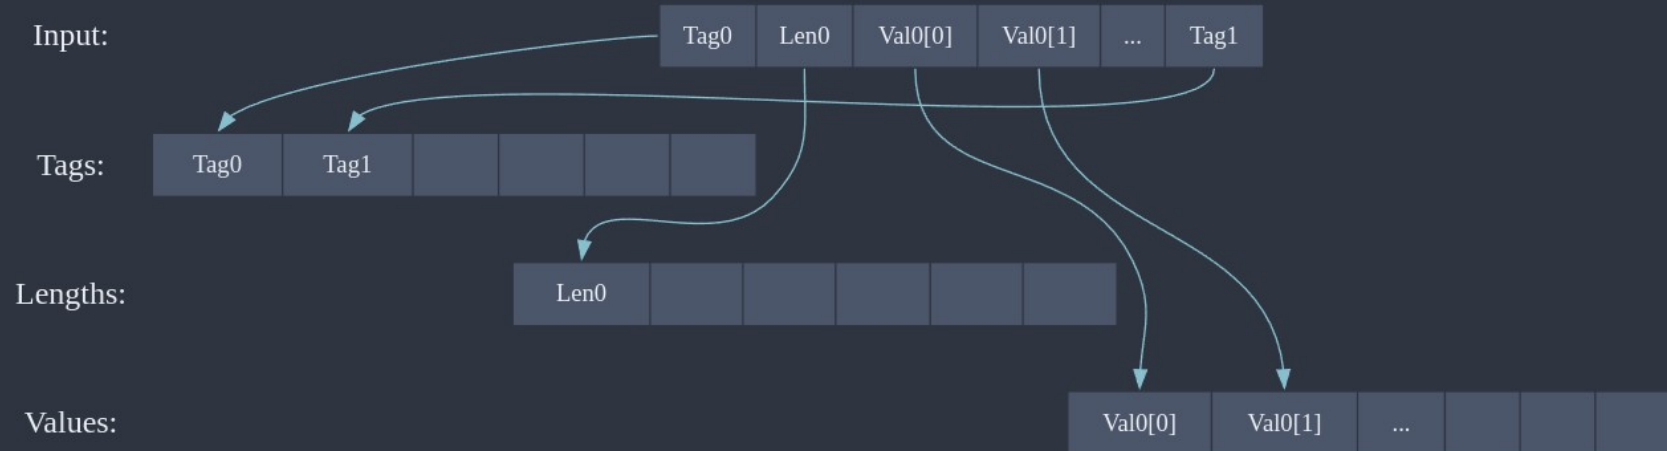 Input: Tag0 Len0 Val0[0] Val0[1] ... Tag1
Tags: Tag0 Tag1
Lengths: Len0
Values: Val0[0] Val0[1] ...